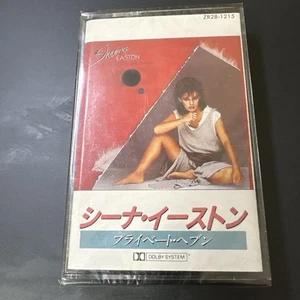 ZR28-1215
Sheena
EASTON
シーナ・イーストン
プライベート・ヘブン
DOLBY SYSTEM